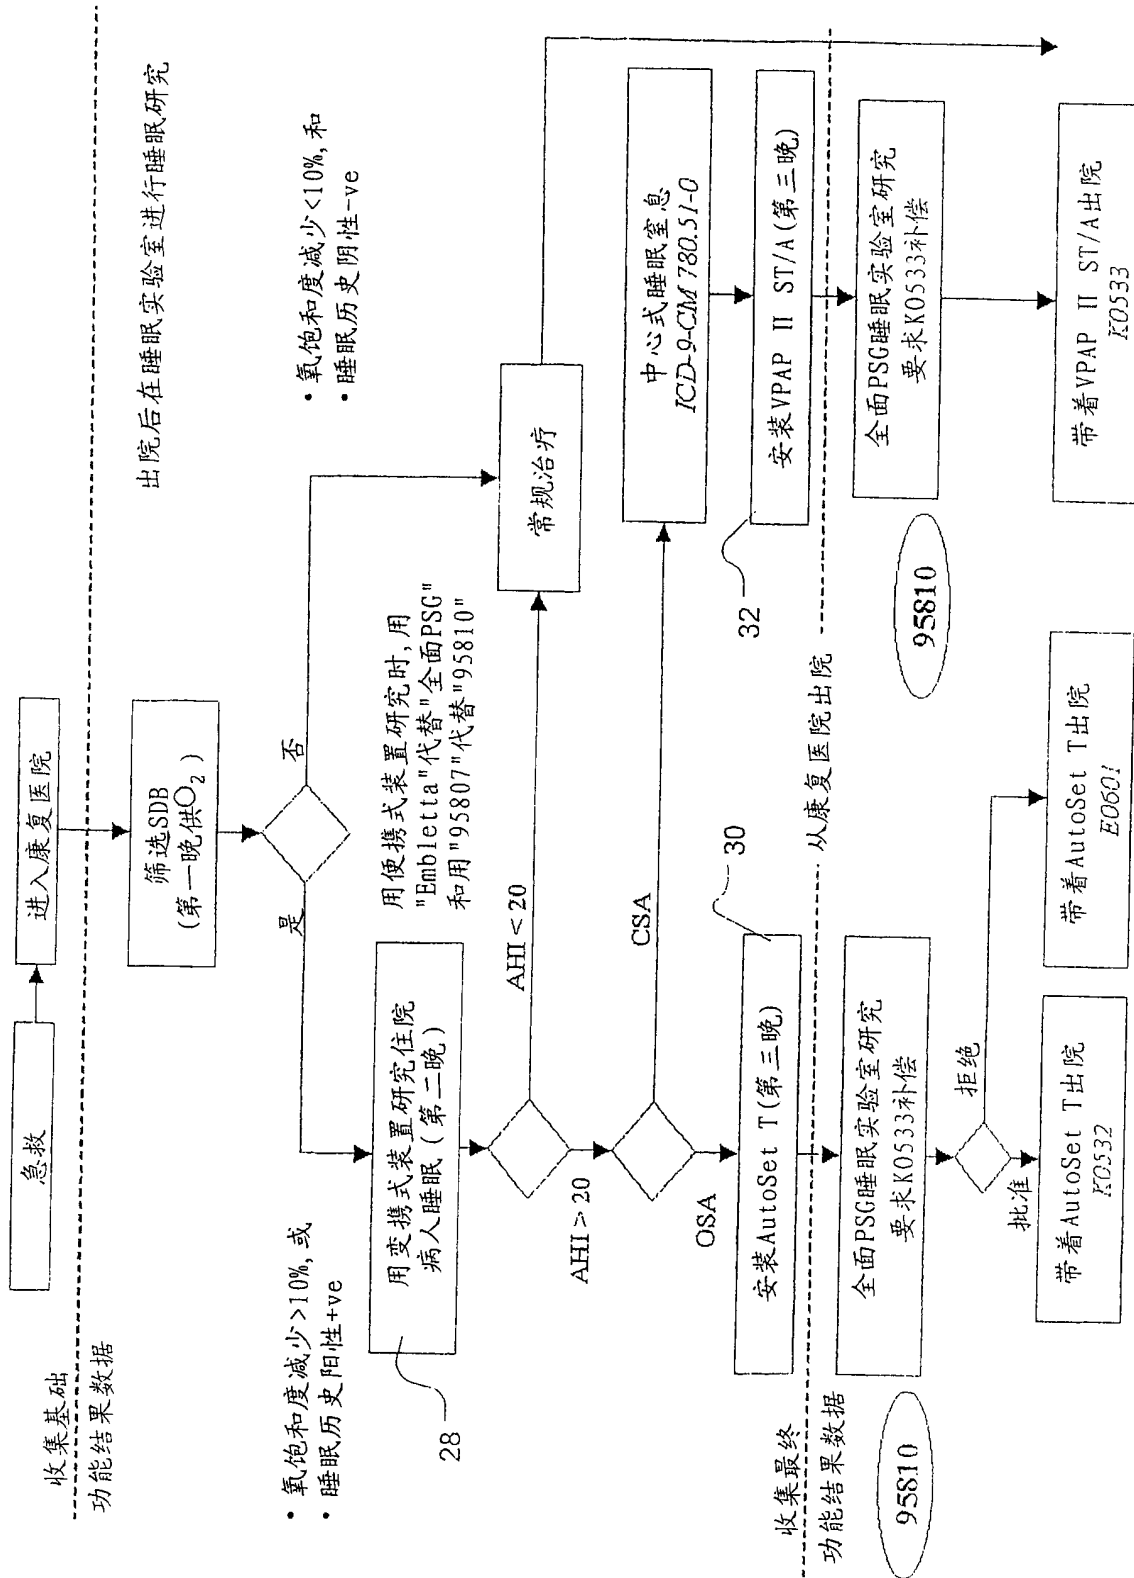 急救
进入康复医院
收集基础
功能结果数据
出院后在睡眠实验室进行睡眠研究
筛选SDB
(第一晚供O₂)
是
否
• 氧饱和度减少>10%, 或
• 睡眠历史阳性+ve
• 氧饱和度减少<10%, 和
• 睡眠历史阴性-ve
用变携式装置研究住院
病人睡眠(第二晚)
28
用便携式装置研究时, 用
"Embletta"代替"全面PSG"
和用"95807"代替"95810"
常规治疗
AHI < 20
AHI > 20
CSA
OSA
中心式睡眠窒息
ICD-9-CM 780.51-0
安装AutoSet T(第三晚)
30
安装VPAP II ST/A(第三晚)
32
收集最终
功能结果数据
从康复医院出院
全面PSG睡眠实验室研究
要求K0533补偿
95810
全面PSG睡眠实验室研究
要求K0533补偿
95810
批准
拒绝
带着AutoSet T出院
K0532
带着AutoSet T出院
E0601
带着VPAP II ST/A出院
K0533